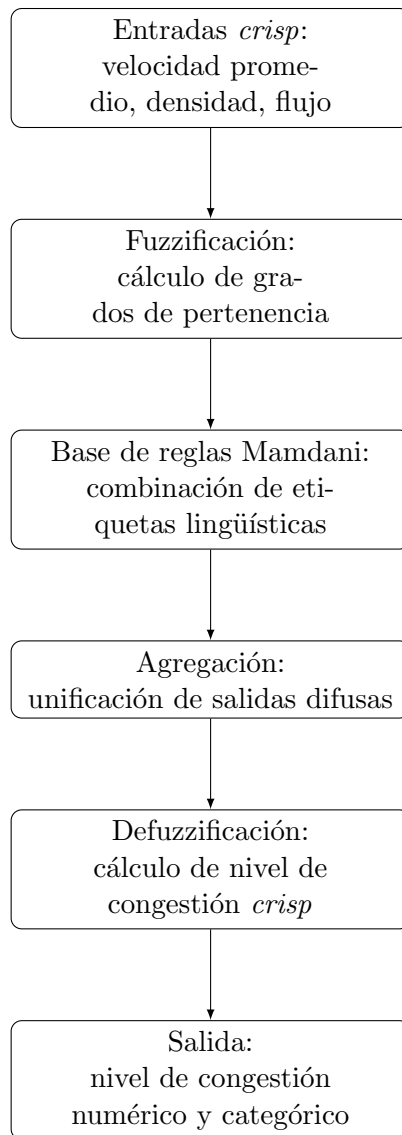 Entradas crisp:
velocidad prome-
dio, densidad, flujo
Fuzzificación:
cálculo de gra-
dos de pertenencia
Base de reglas Mamdani:
combinación de eti-
quetas lingüísticas
Agregación:
unificación de salidas difusas
Defuzzificación:
cálculo de nivel de
congestión crisp
Salida:
nivel de congestión
numérico y categórico